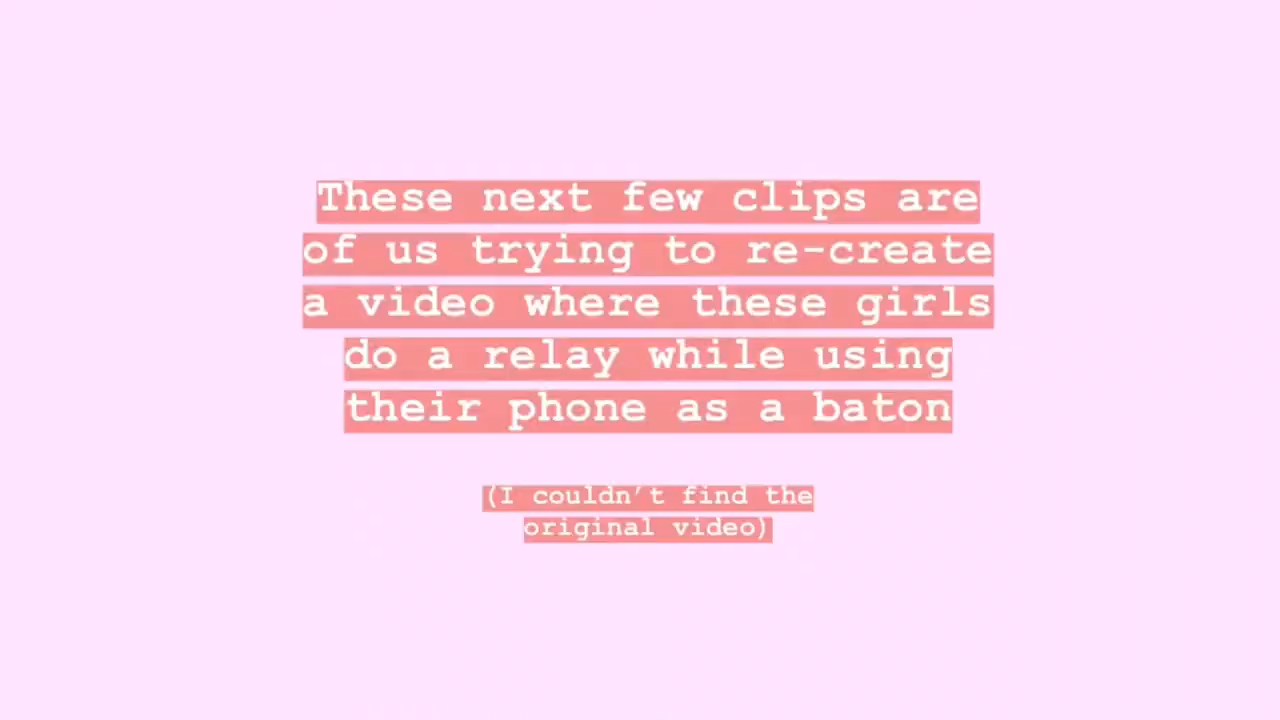 These next few clips are
of us trying to re-create
a video where these girls
do a relay while using
their phone as a baton
(I couldn't find the
original video)